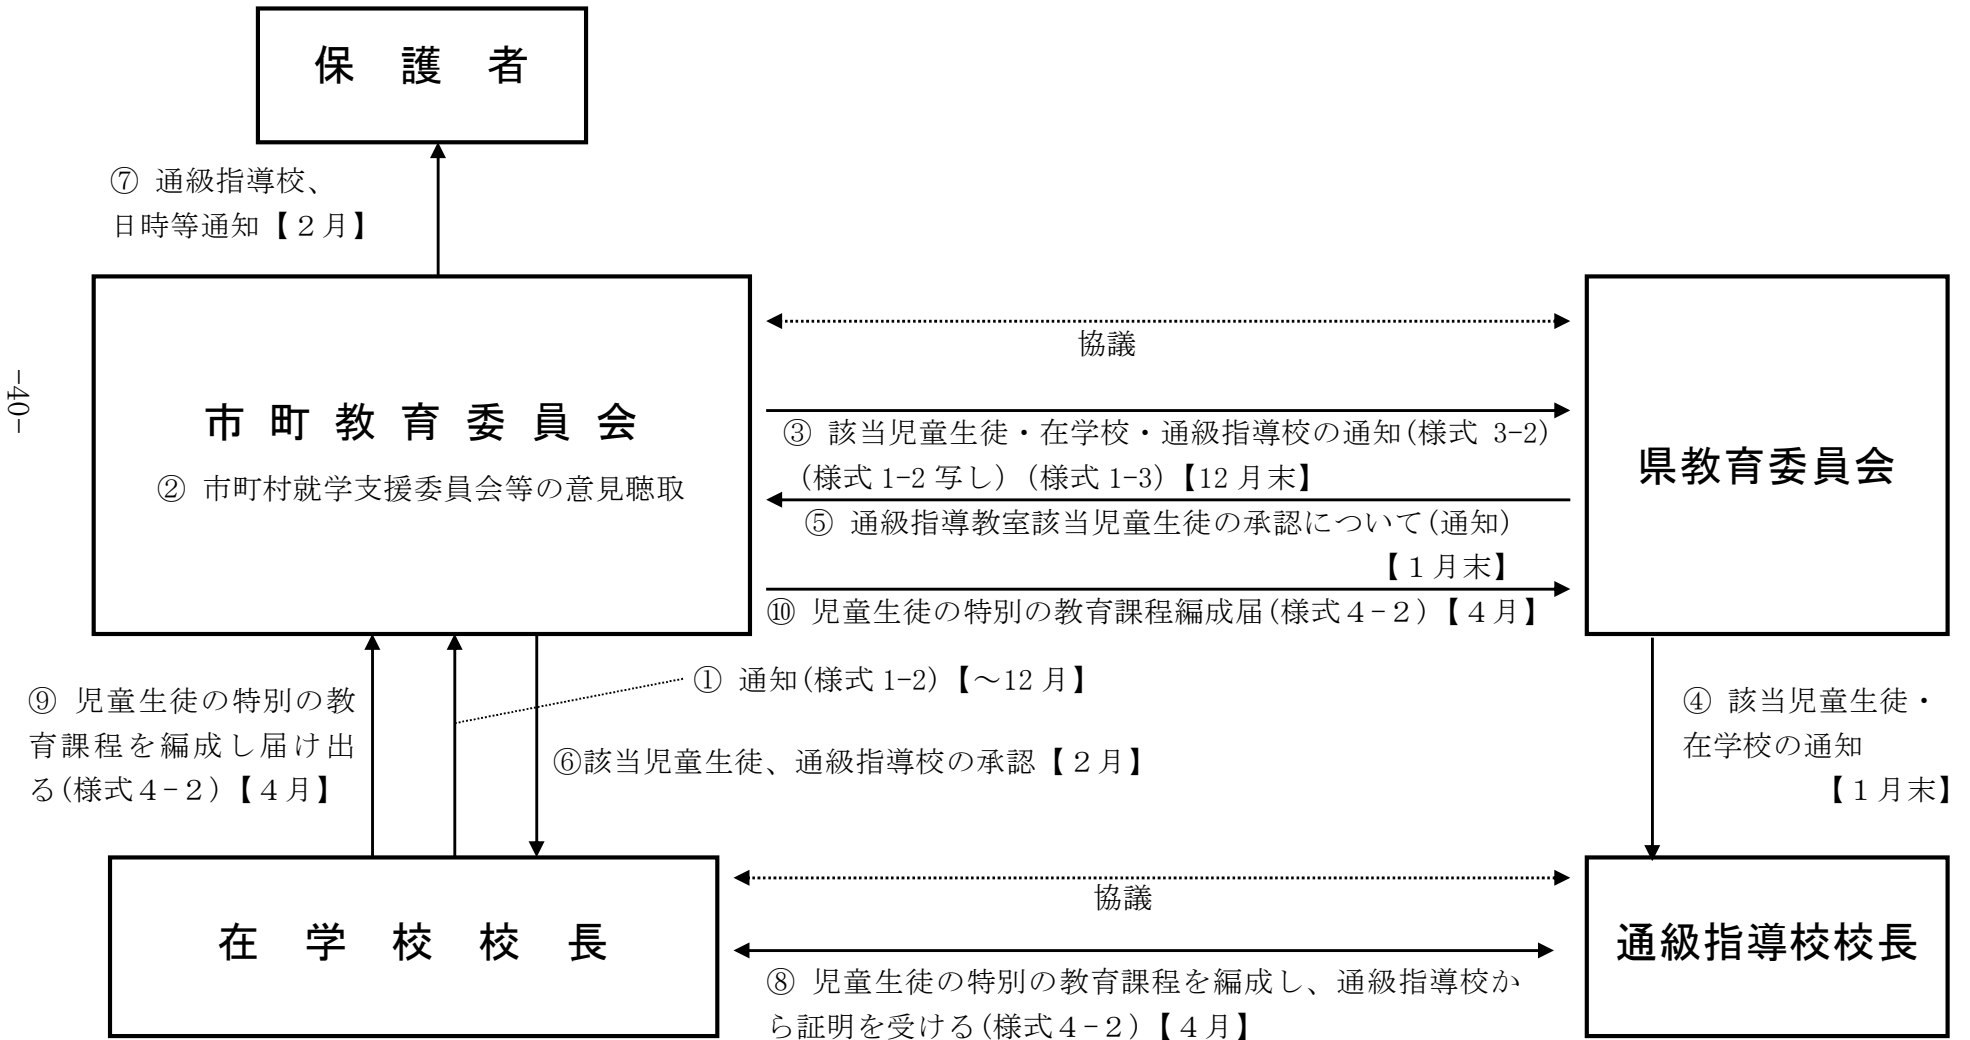 保 護 者
⑦ 通級指導校、
日時等通知【２月】
協議
市 町 教 育 委 員 会
② 市町村就学支援委員会等の意見聴取
③ 該当児童生徒・在学校・通級指導校の通知(様式 3-2)
(様式 1-2 写し) (様式 1-3)【12 月末】
⑤ 通級指導教室該当児童生徒の承認について(通知)
【１月末】
⑩ 児童生徒の特別の教育課程編成届(様式４-２)【４月】
県教育委員会
-40-
⑨ 児童生徒の特別の教
育課程を編成し届け出
る(様式４-２)【４月】
① 通知(様式 1-2)【～12 月】
⑥該当児童生徒、通級指導校の承認【２月】
④ 該当児童生徒・
在学校の通知
【１月末】
在 学 校 校 長
協議
⑧ 児童生徒の特別の教育課程を編成し、通級指導校か
ら証明を受ける(様式４-２)【４月】
通級指導校校長